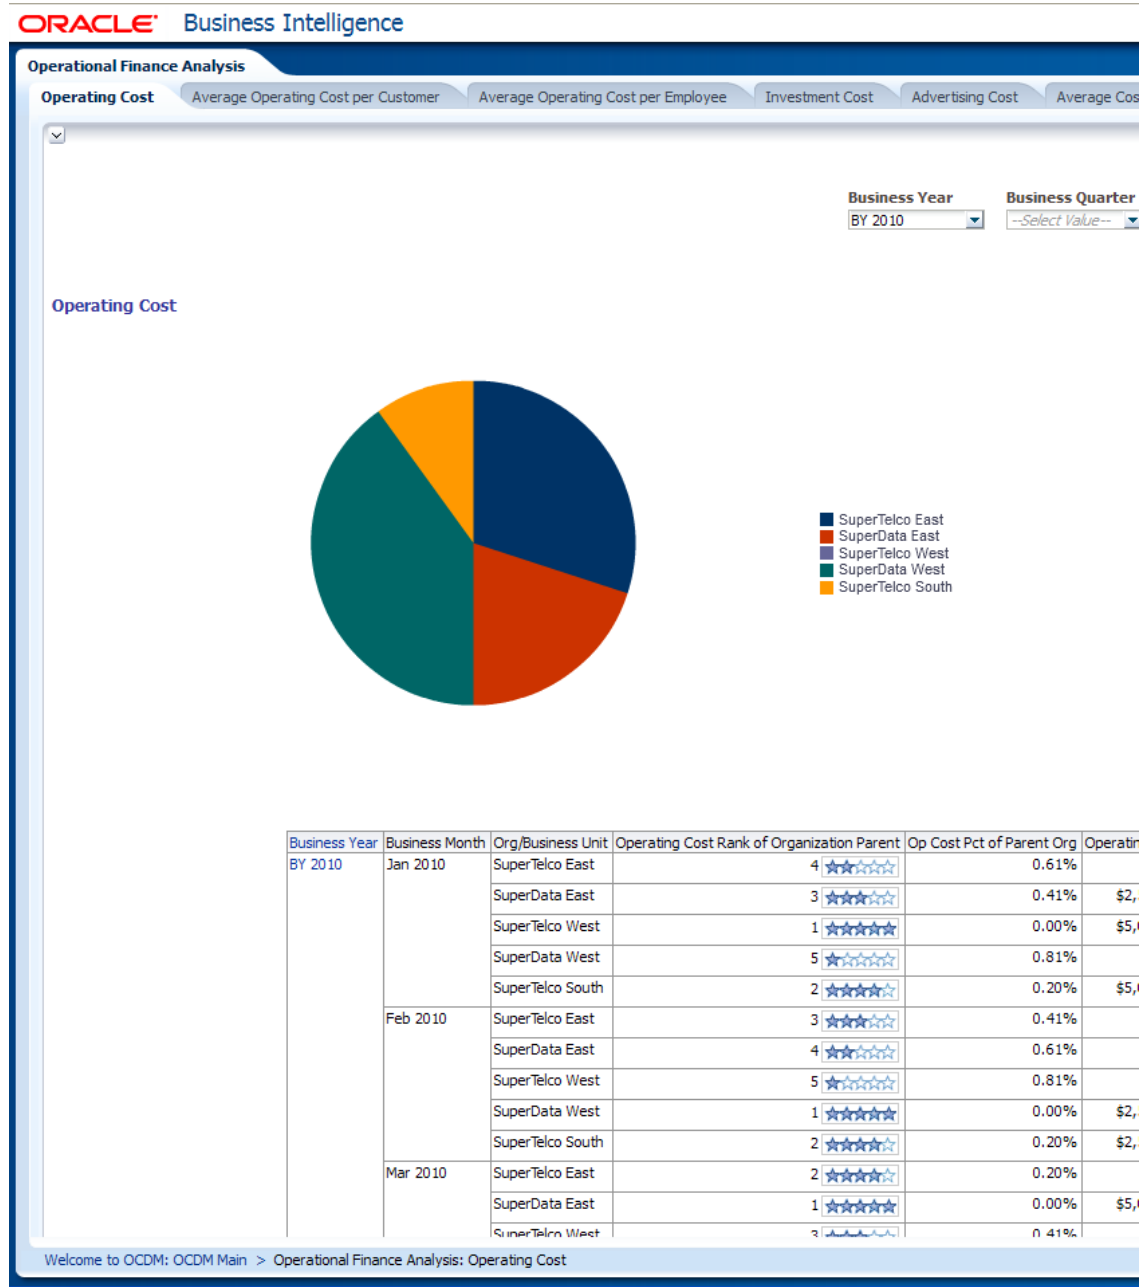 ORACLE Business Intelligence
Operational Finance Analysis
Operating Cost Average Operating Cost per Customer Average Operating Cost per Employee Investment Cost Advertising Cost Average Cos
Business Year Business Quarter
BY 2010 --Select Value--
Operating Cost
SuperTelco East
SuperData East
SuperTelco West
SuperData West
SuperTelco South
Business Year Business Month Org/Business Unit Operating Cost Rank of Organization Parent Op Cost Pct of Parent Org Operatin
BY 2010 Jan 2010 SuperTelco East 4 0.61%
SuperData East 3 0.41% $2,
SuperTelco West 1 0.00% $5,
SuperData West 5 0.81%
SuperTelco South 2 0.20% $5,
Feb 2010 SuperTelco East 3 0.41%
SuperData East 4 0.61%
SuperTelco West 5 0.81%
SuperData West 1 0.00% $2,
SuperTelco South 2 0.20% $2,
Mar 2010 SuperTelco East 2 0.20%
SuperData East 1 0.00% $5,
SuperTelco West 3 0.41%
Welcome to OCDM: OCDM Main > Operational Finance Analysis: Operating Cost